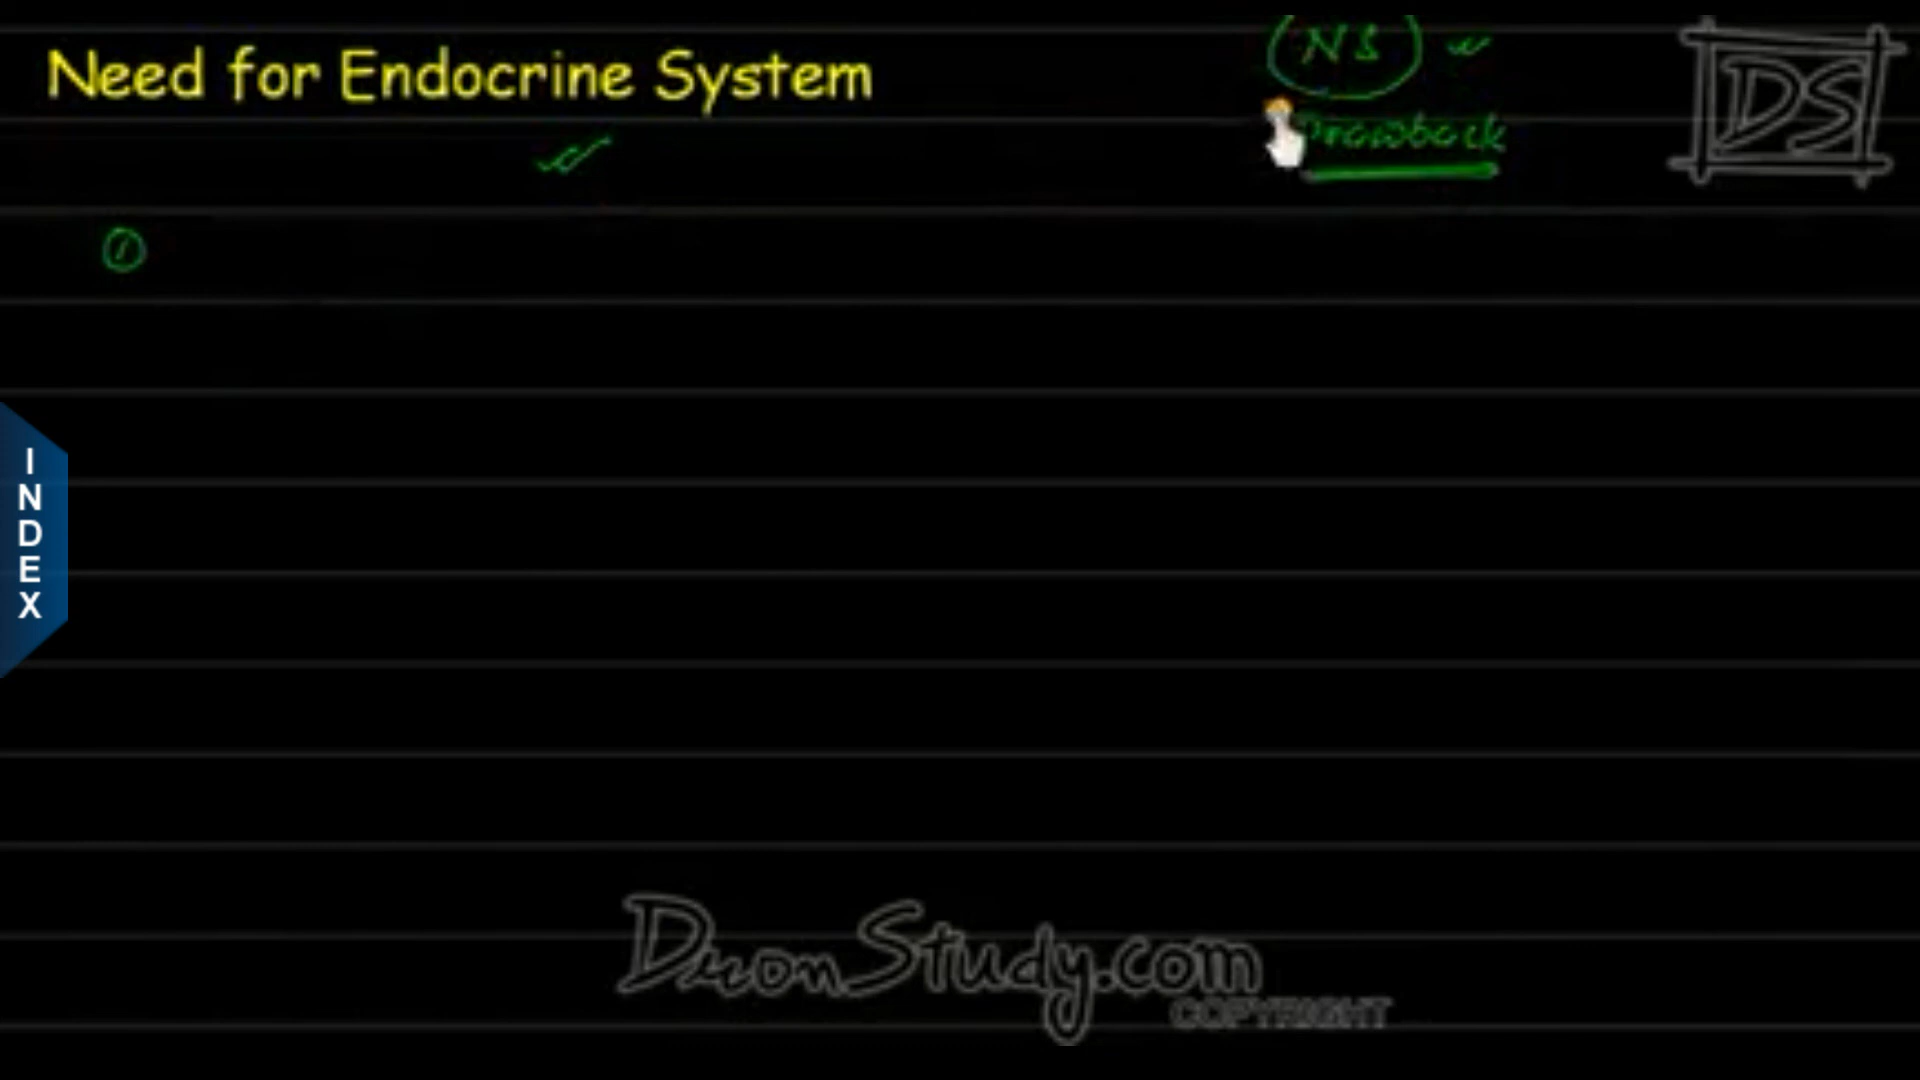 Need for Endocrine System
NS
Drawback
DS
1
INDEX
DronStudy.com
COPYRIGHT